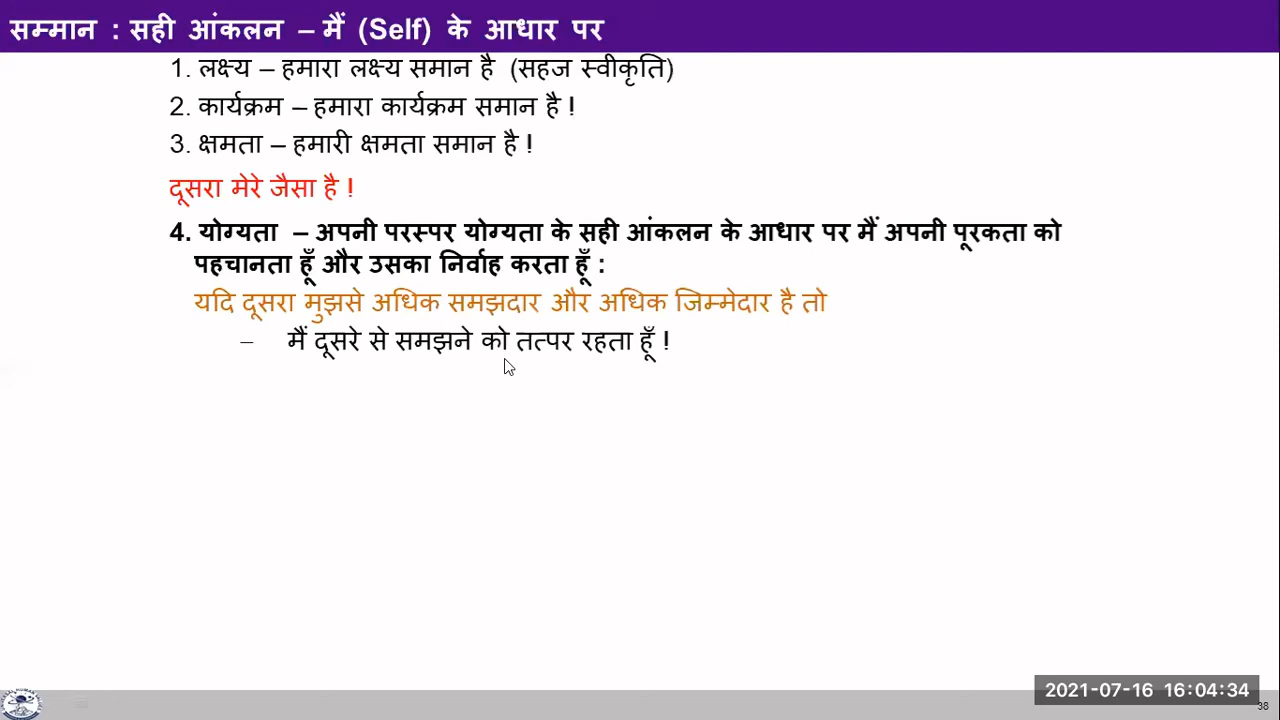 सम्मान : सही आंकलन – मैं (Self) के आधार पर
1. लक्ष्य – हमारा लक्ष्य समान है (सहज स्वीकृति)
2. कार्यक्रम – हमारा कार्यक्रम समान है !
3. क्षमता – हमारी क्षमता समान है !
दूसरा मेरे जैसा है !
4. योग्यता – अपनी परस्पर योग्यता के सही आंकलन के आधार पर मैं अपनी पूरकता को
पहचानता हूँ और उसका निर्वाह करता हूँ :
यदि दूसरा मुझसे अधिक समझदार और अधिक जिम्मेदार है तो
– मैं दूसरे से समझने को तत्पर रहता हूँ !
2021-07-16 16:04:34
38